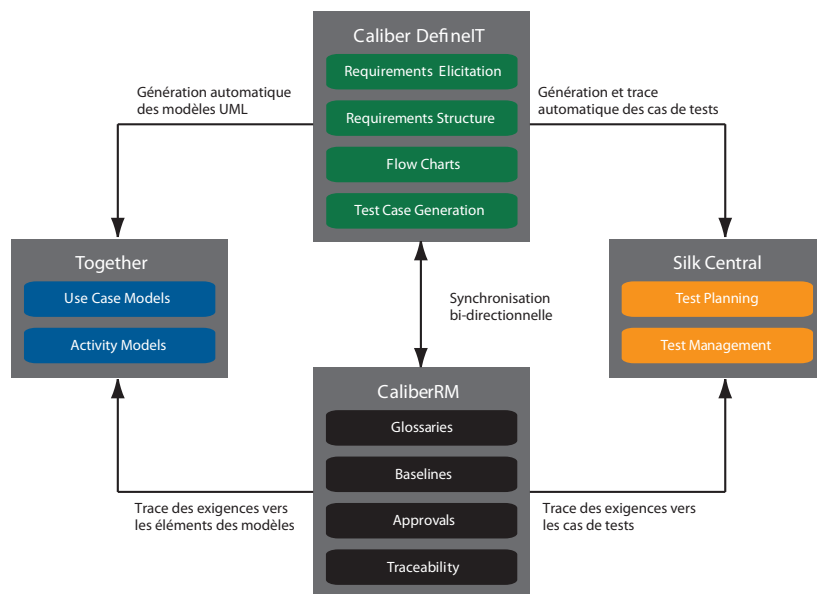 Caliber DefineIT
Requirements Elicitation
Requirements Structure
Flow Charts
Test Case Generation
Génération automatique
des modèles UML
Génération et trace
automatique des cas de tests
Together
Use Case Models
Activity Models
Synchronisation
bi-directionnelle
Silk Central
Test Planning
Test Management
CaliberRM
Glossaries
Baselines
Approvals
Traceability
Trace des exigences vers
les éléments des modèles
Trace des exigences vers
les cas de tests